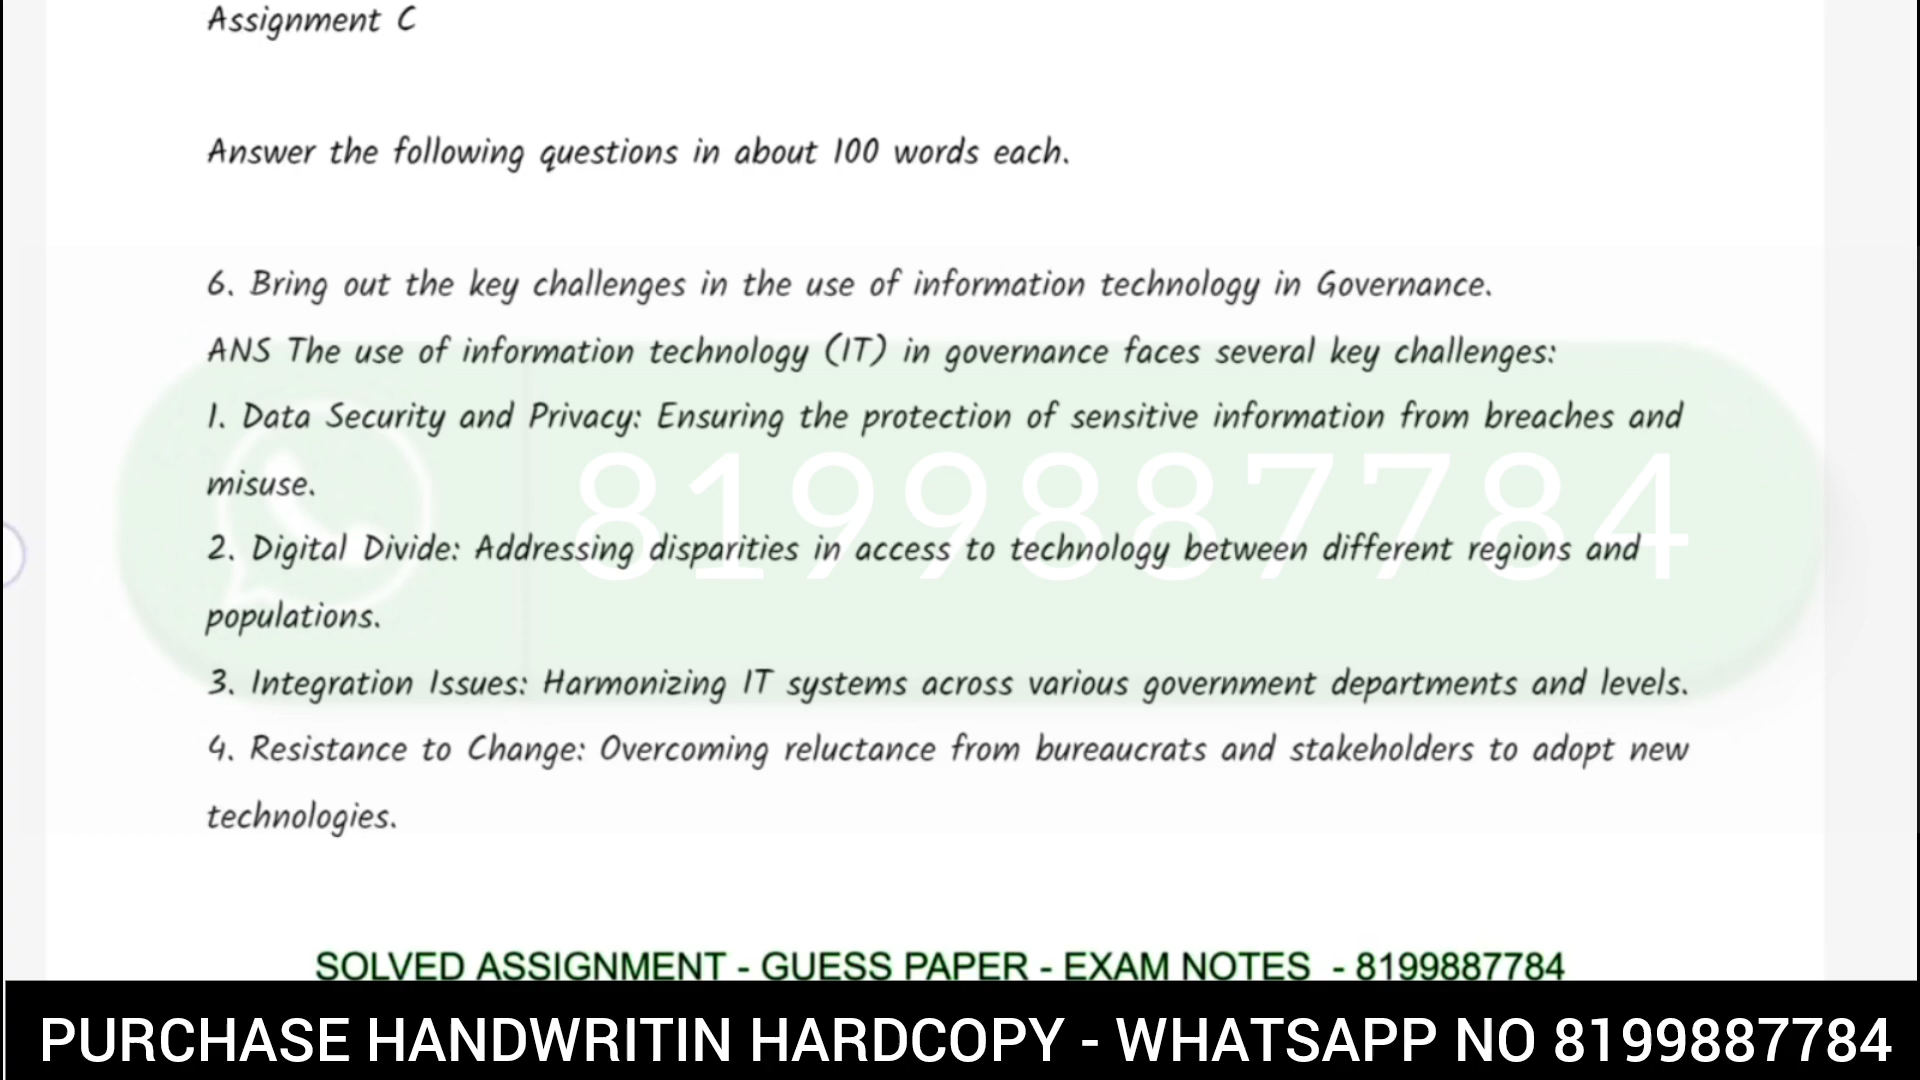 Assignment C
Answer the following questions in about 100 words each.
6. Bring out the key challenges in the use of information technology in Governance.
ANS The use of information technology (IT) in governance faces several key challenges:
1. Data Security and Privacy: Ensuring the protection of sensitive information from breaches and
misuse.
8199887784
2. Digital Divide: Addressing disparities in access to technology between different regions and
populations.
3. Integration Issues: Harmonizing IT systems across various government departments and levels.
4. Resistance to Change: Overcoming reluctance from bureaucrats and stakeholders to adopt new
technologies.
SOLVED ASSIGNMENT - GUESS PAPER - EXAM NOTES - 8199887784
PURCHASE HANDWRITIN HARDCOPY - WHATSAPP NO 8199887784